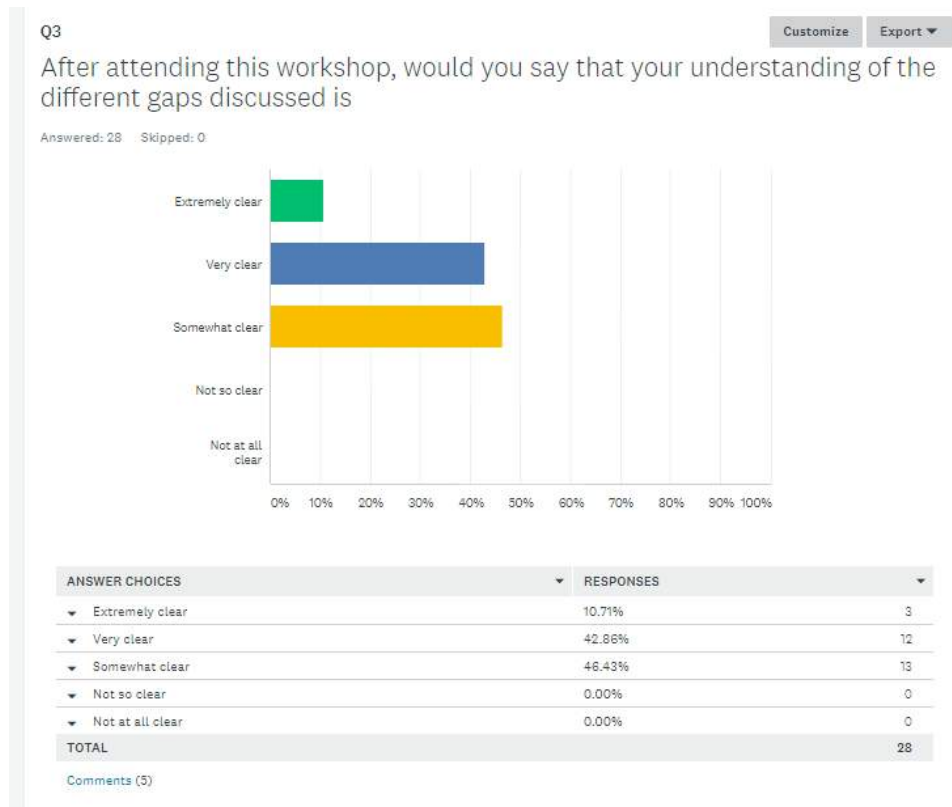 Q3
Customize
Export
After attending this workshop, would you say that your understanding of the
different gaps discussed is
Answered: 28 Skipped: 0
Extremely clear
Very clear
Somewhat clear
Not so clear
Not at all
clear
0% 10% 20% 30% 40% 50% 60% 70% 80% 90% 100%
ANSWER CHOICES RESPONSES
Extremely clear 10.71% 3
Very clear 42.86% 12
Somewhat clear 46.43% 13
Not so clear 0.00% 0
Not at all clear 0.00% 0
TOTAL 28
Comments (5)